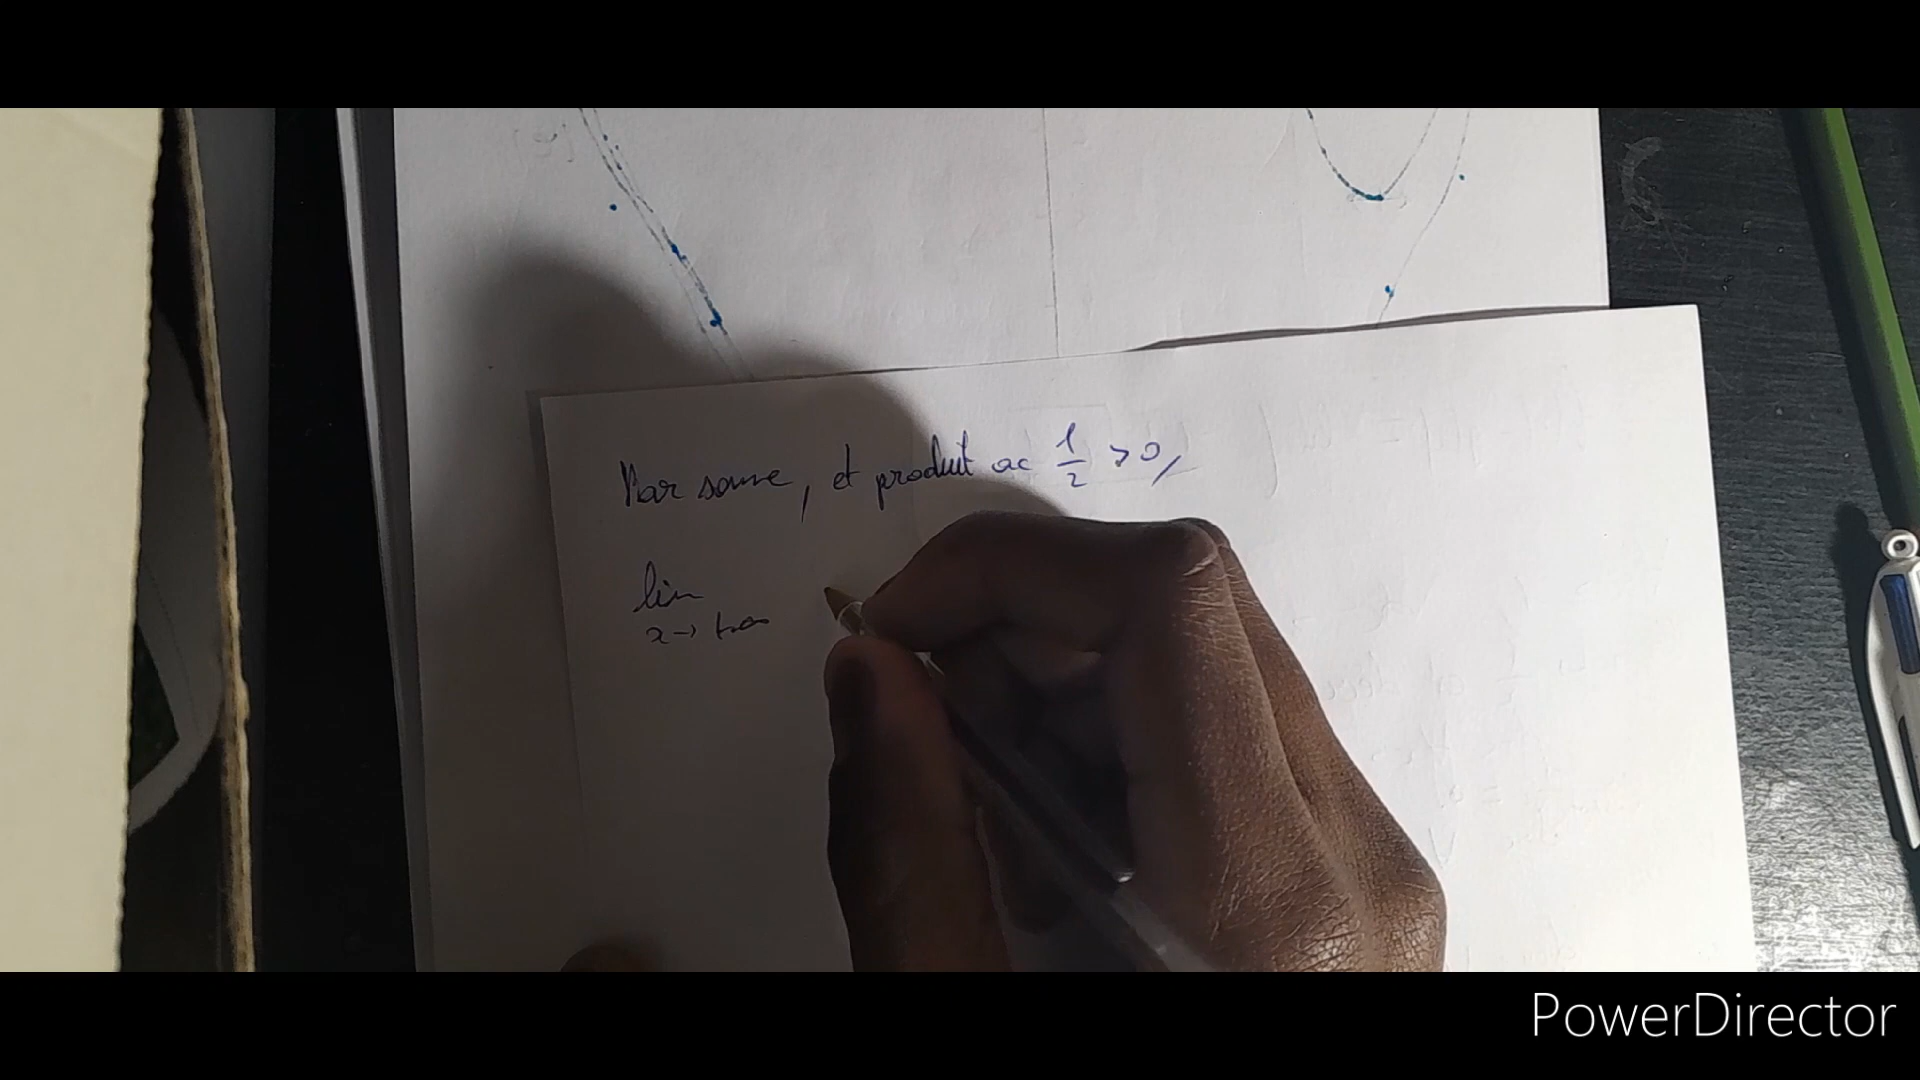 Par somme, et produit ac 1/2 > 0,
lim
x → +∞
PowerDirector